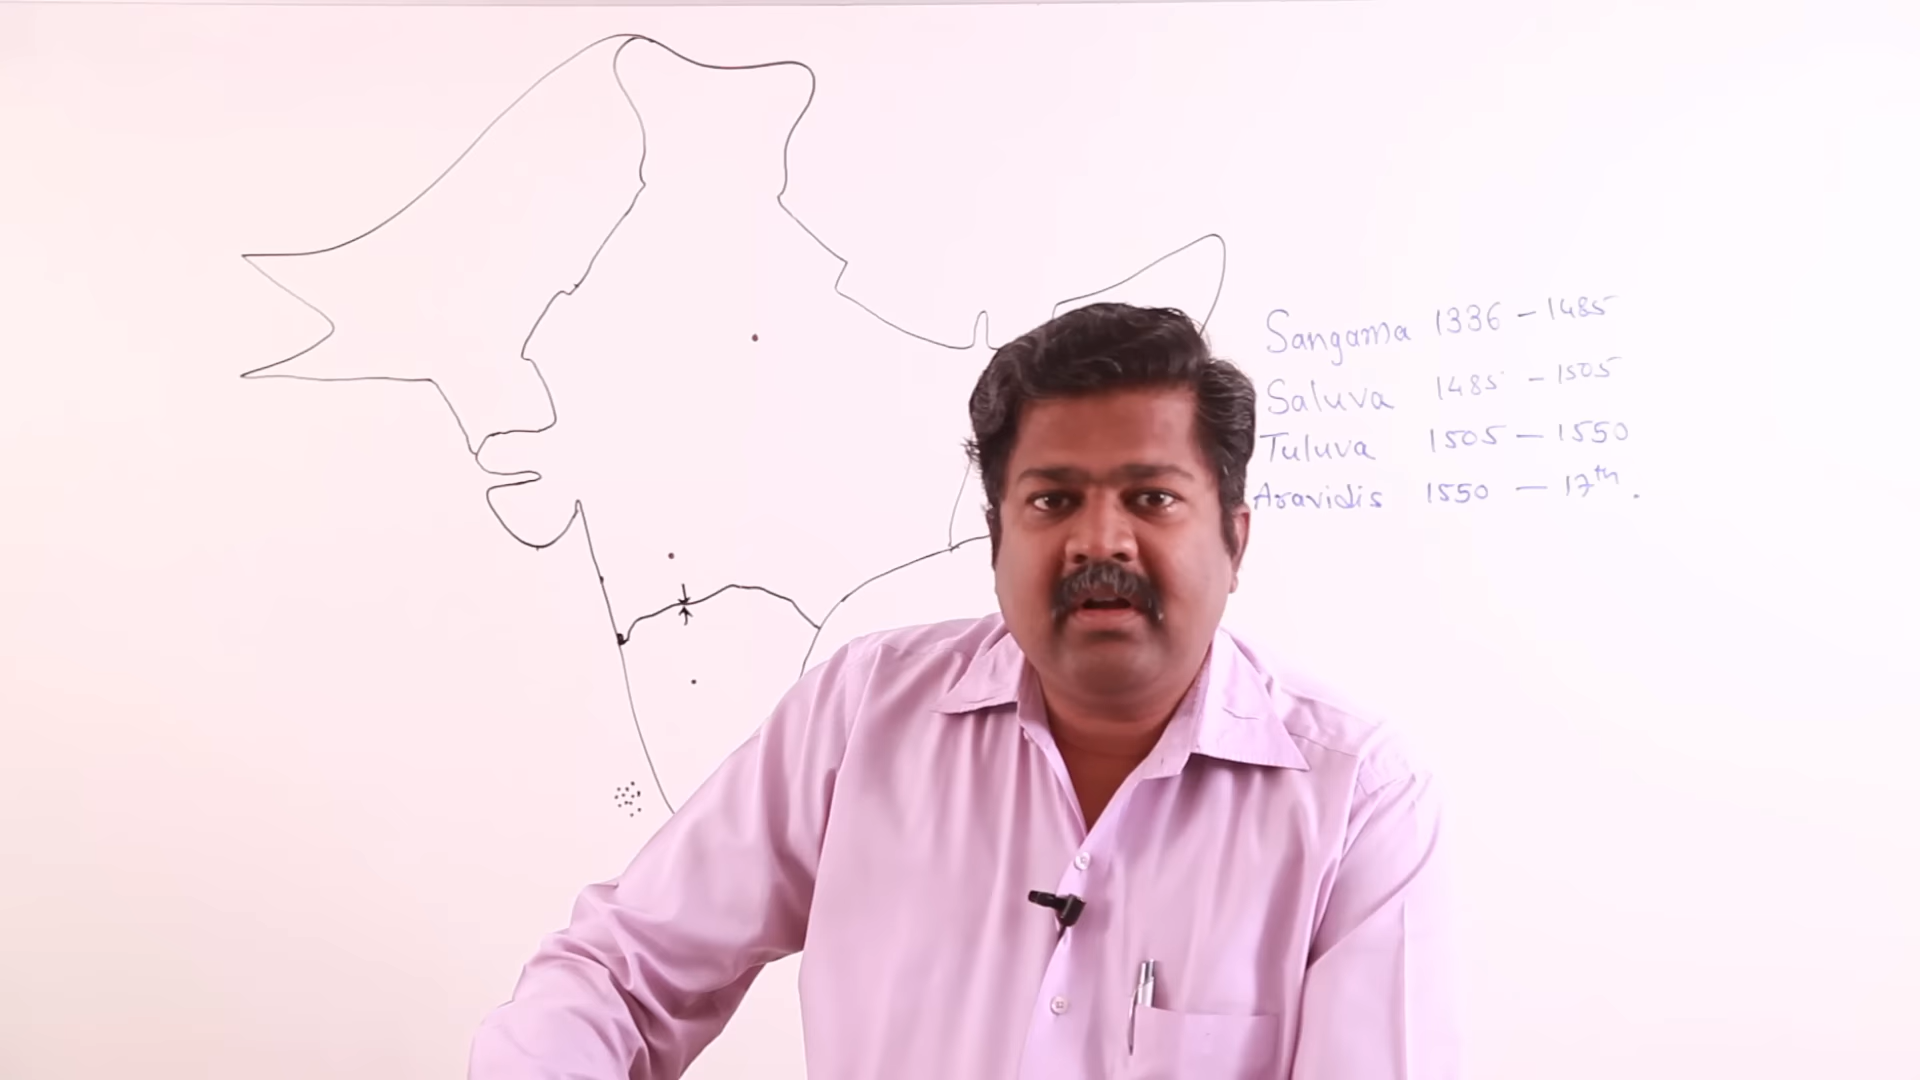 Sangama 1336 - 1485
Saluva 1485 - 1505
Tuluva 1505 - 1550
Aravidis 1550 - 17th.